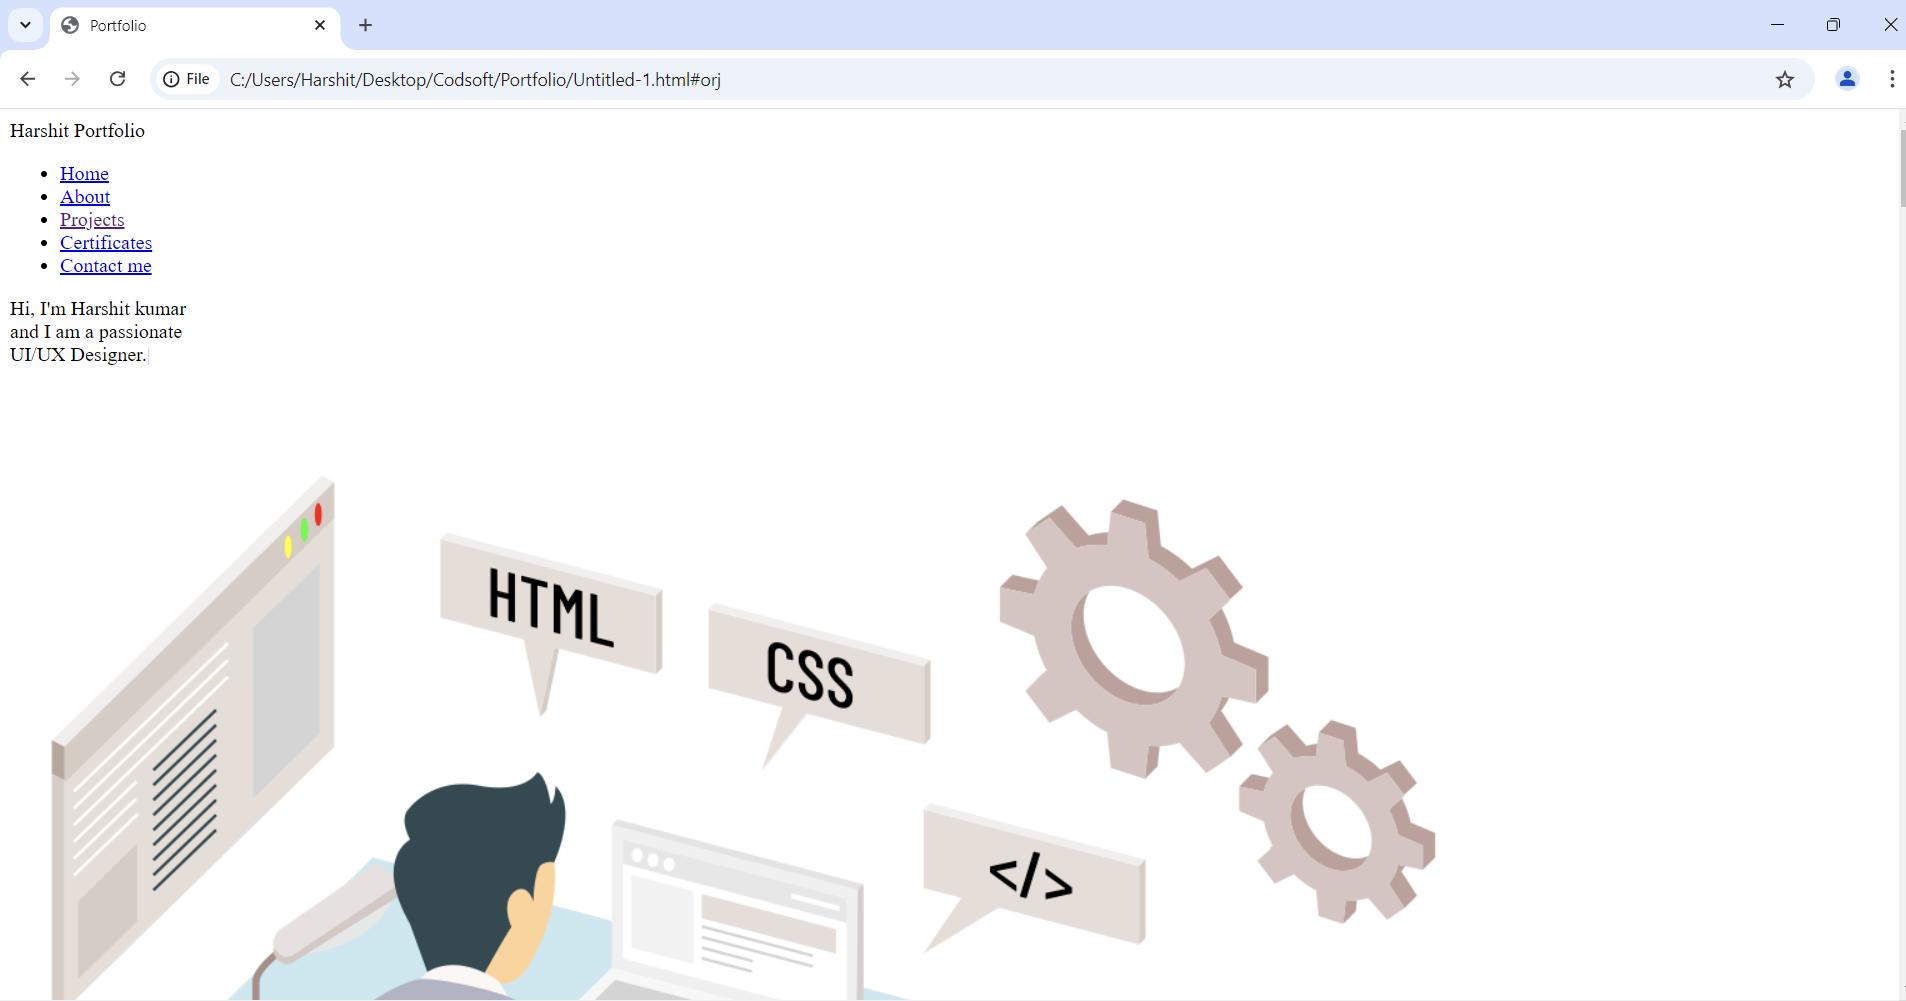 Portfolio
File C:/Users/Harshit/Desktop/Codsoft/Portfolio/Untitled-1.html#orj
Harshit Portfolio
Home
About
Projects
Certificates
Contact me
Hi, I'm Harshit kumar
and I am a passionate
UI/UX Designer.
HTML
CSS
</>